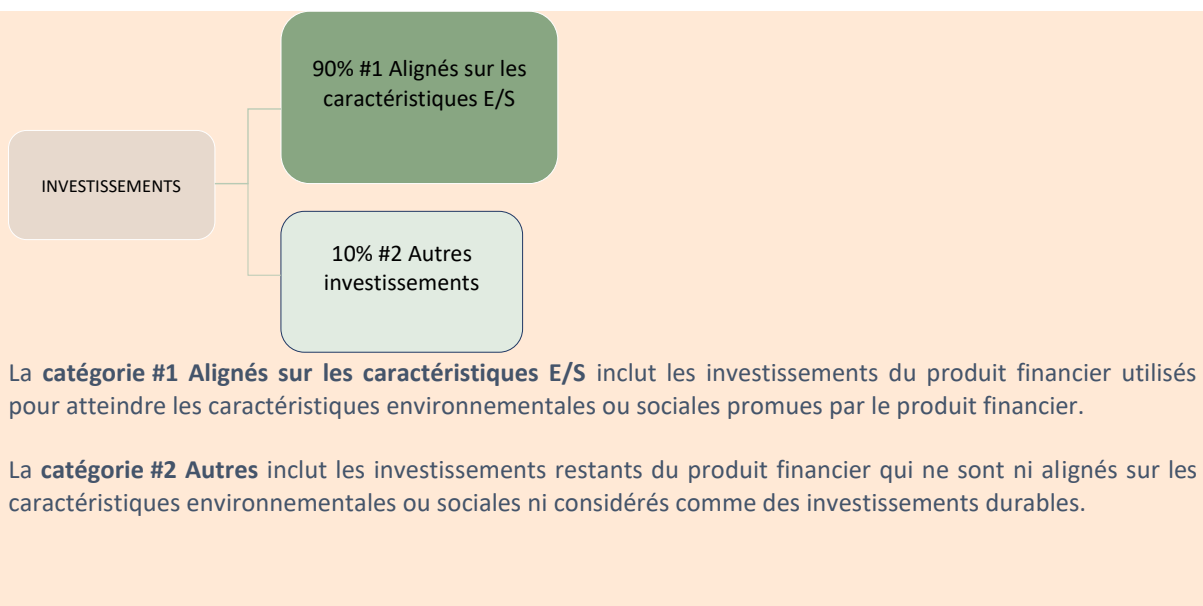 90% #1 Alignés sur les
caractéristiques E/S
INVESTISSEMENTS
10% #2 Autres
investissements
La catégorie #1 Alignés sur les caractéristiques E/S inclut les investissements du produit financier utilisés
pour atteindre les caractéristiques environnementales ou sociales promues par le produit financier.
La catégorie #2 Autres inclut les investissements restants du produit financier qui ne sont ni alignés sur les
caractéristiques environnementales ou sociales ni considérés comme des investissements durables.